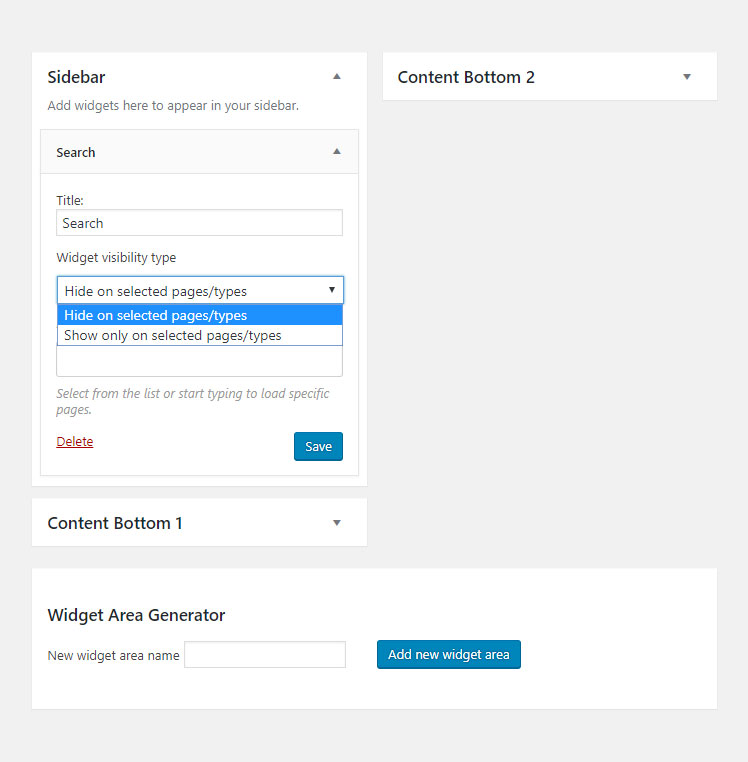 Sidebar
Add widgets here to appear in your sidebar.
Search
Title:
Search
Widget visibility type
Hide on selected pages/types
Hide on selected pages/types
Show only on selected pages/types
Select from the list or start typing to load specific
pages.
Delete
Save
Content Bottom 1
Content Bottom 2
Widget Area Generator
New widget area name
Add new widget area